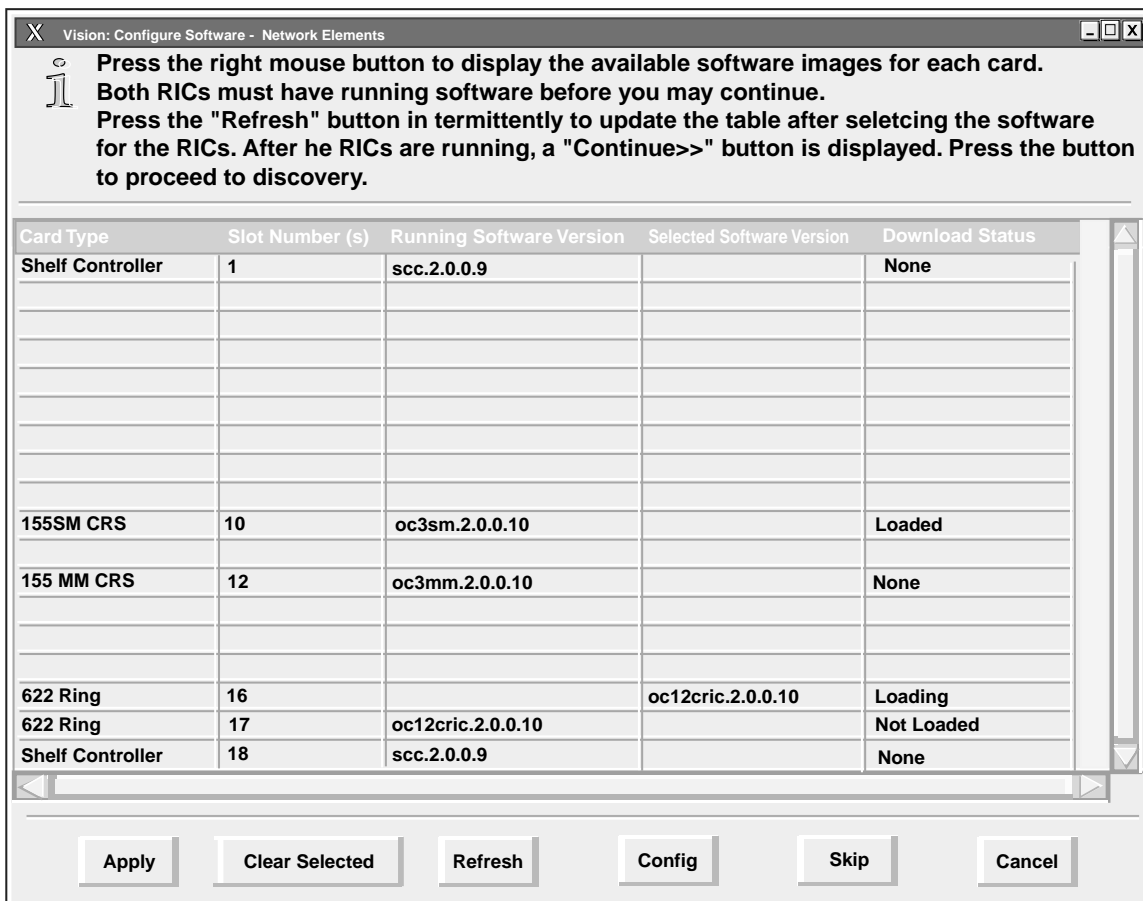 X Vision: Configure Software - Network Elements
i Press the right mouse button to display the available software images for each card.
Both RICs must have running software before you may continue.
Press the "Refresh" button in termittently to update the table after seletcing the software
for the RICs. After he RICs are running, a "Continue>>" button is displayed. Press the button
to proceed to discovery.
Card Type Slot Number (s) Running Software Version Selected Software Version Download Status
Shelf Controller 1 scc.2.0.0.9 None
155SM CRS 10 oc3sm.2.0.0.10 Loaded
155 MM CRS 12 oc3mm.2.0.0.10 None
622 Ring 16 oc12cric.2.0.0.10 Loading
622 Ring 17 oc12cric.2.0.0.10 Not Loaded
Shelf Controller 18 scc.2.0.0.9 None
Apply Clear Selected Refresh Config Skip Cancel